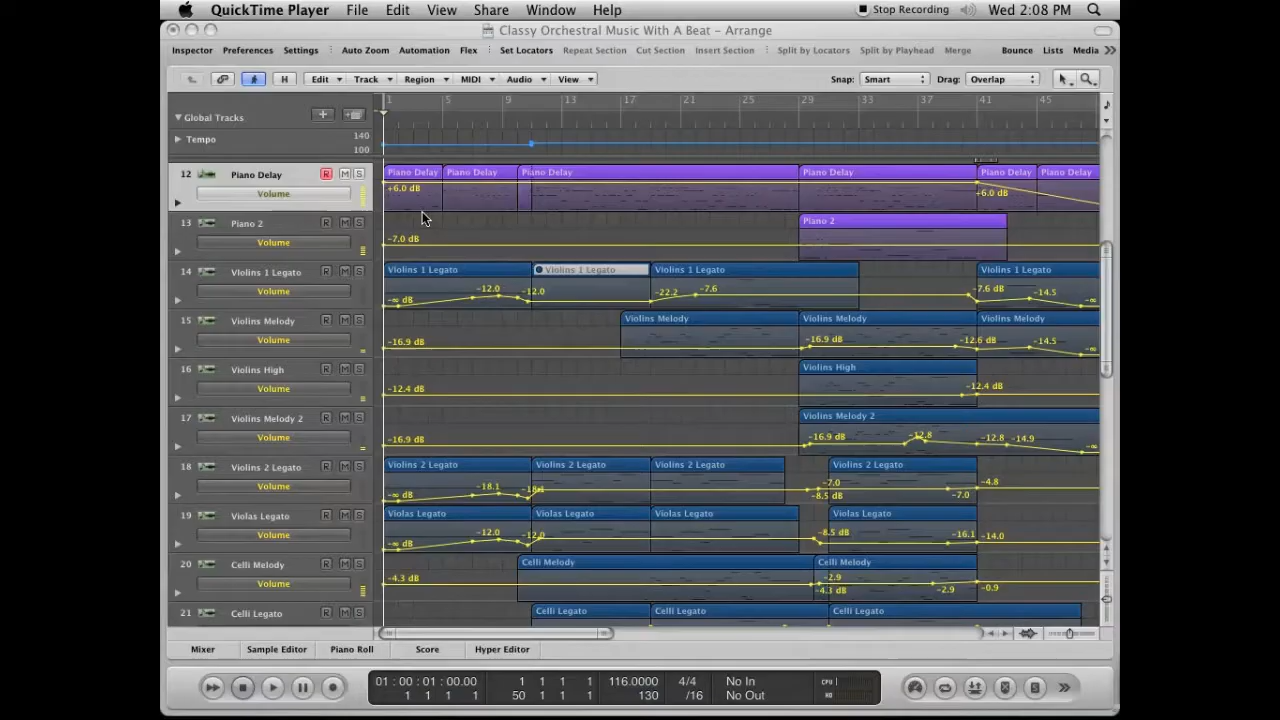 QuickTime Player File Edit View Share Window Help Stop Recording Wed 2:08 PM
Classy Orchestral Music With A Beat – Arrange
Inspector Preferences Settings Auto Zoom Automation Flex Set Locators Repeat Section Cut Section Insert Section Split by Locators Split by Playhead Merge Bounce Lists Media
H Edit Track Region MIDI Audio View Snap: Smart Drag: Overlap
1 5 9 13 17 21 25 29 33 37 41 45
Global Tracks
Tempo 140
100
12 Piano Delay R M S Piano Delay Piano Delay Piano Delay Piano Delay Piano Delay Piano Delay
Volume +6.0 dB +6.0 dB
13 Piano 2 R M S Piano 2
Volume -7.0 dB
14 Violins 1 Legato R M S Violins 1 Legato Violins 1 Legato Violins 1 Legato Violins 1 Legato
Volume -∞ dB -12.0 -12.0 -22.2 -7.6 -7.6 dB -14.5 -∞
15 Violins Melody R M S Violins Melody Violins Melody Violins Melody
Volume -16.9 dB -16.9 dB -12.6 dB -14.5 -∞
16 Violins High R M S Violins High
Volume -12.4 dB -12.4 dB
17 Violins Melody 2 R M S Violins Melody 2
Volume -16.9 dB -16.9 dB -12.8 -12.8 -14.9 -∞
18 Violins 2 Legato R M S Violins 2 Legato Violins 2 Legato Violins 2 Legato Violins 2 Legato
Volume -∞ dB -18.1 -18.1 -7.0 -8.5 dB -7.0 -4.8
19 Violas Legato R M S Violas Legato Violas Legato Violas Legato Violas Legato
Volume -∞ dB -12.0 -12.0 -8.5 dB -16.1 -14.0
20 Celli Melody R M S Celli Melody Celli Melody
Volume -4.3 dB -2.9 -4.3 dB -2.9 -0.9
21 Celli Legato R M S Celli Legato Celli Legato Celli Legato
Mixer Sample Editor Piano Roll Score Hyper Editor
01 : 00 : 01 : 00.00 1 1 1 116.0000 4/4 No In CPU
1 1 1 1 50 1 1 1 130 /16 No Out HD